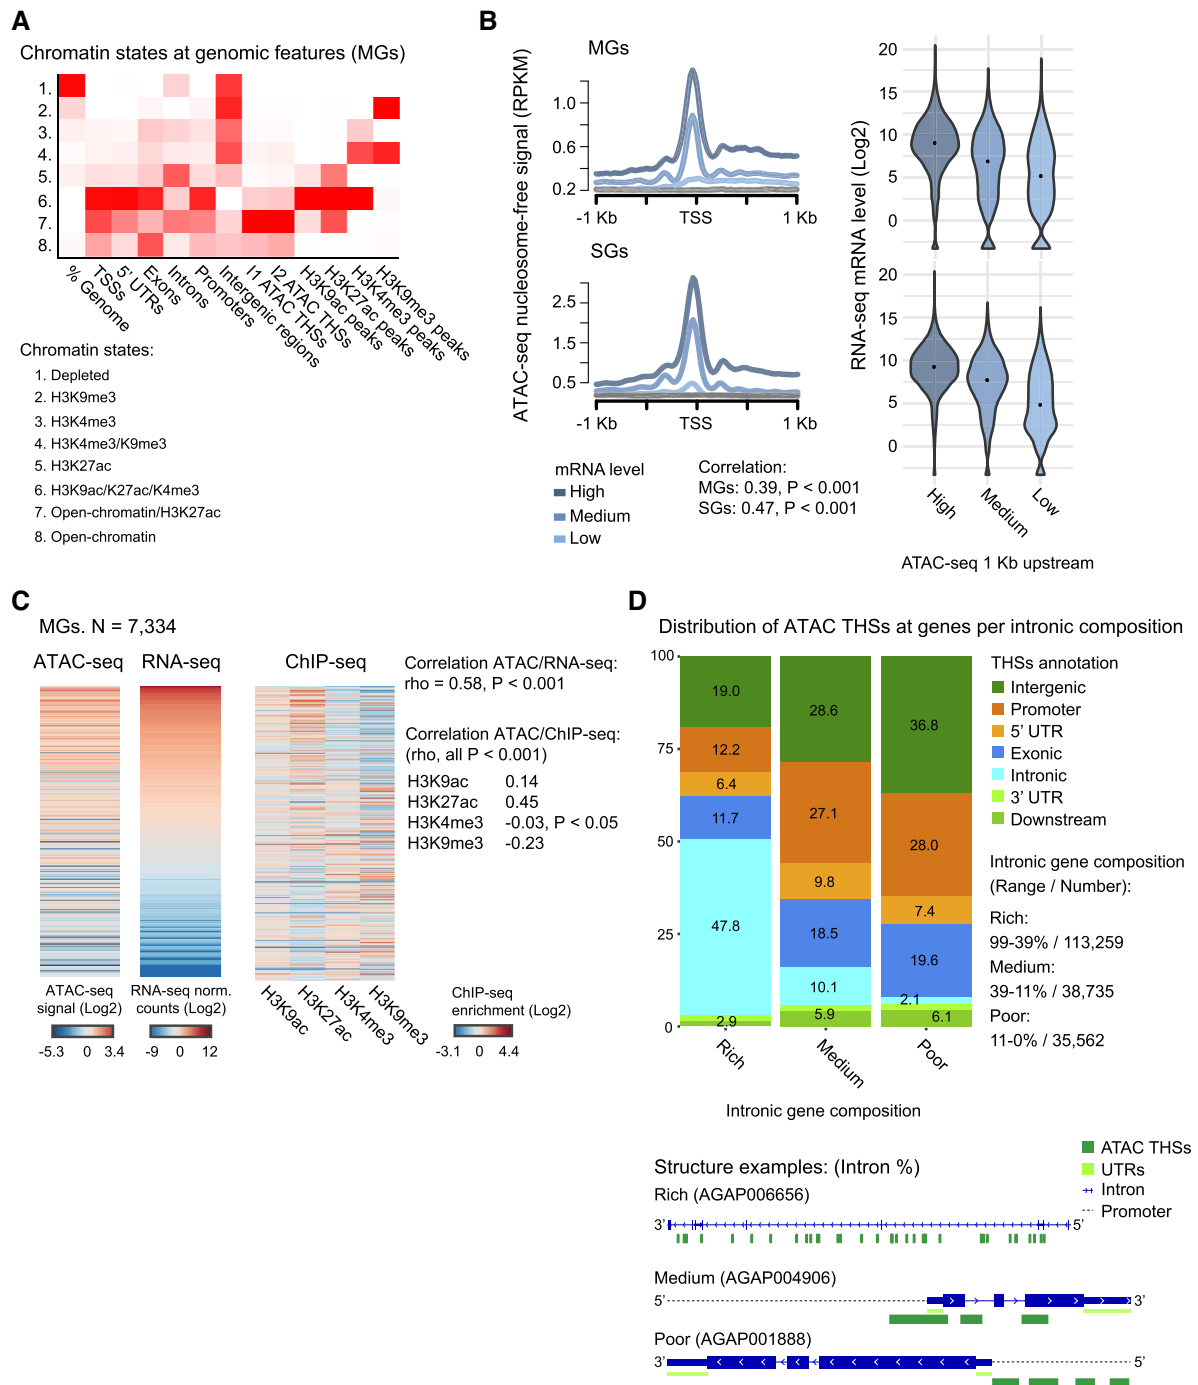 A
Chromatin states at genomic features (MGs)
1.
2.
3.
4.
5.
6.
7.
8.
% Genome
TSSs
5' UTRs
Exons
Introns
Promoters
Intergenic regions
I1 ATAC THSs
I2 ATAC THSs
H3K9ac peaks
H3K27ac peaks
H3K4me3 peaks
H3K9me3 peaks
Chromatin states:
1. Depleted
2. H3K9me3
3. H3K4me3
4. H3K4me3/K9me3
5. H3K27ac
6. H3K9ac/K27ac/K4me3
7. Open-chromatin/H3K27ac
8. Open-chromatin
B
ATAC-seq nucleosome-free signal (RPKM)
MGs
1.0
0.6
0.2
-1 Kb
TSS
1 Kb
SGs
2.5
1.5
0.5
-1 Kb
TSS
1 Kb
mRNA level
High
Medium
Low
Correlation:
MGs: 0.39, P < 0.001
SGs: 0.47, P < 0.001
RNA-seq mRNA level (Log2)
20
15
10
5
0
20
15
10
5
0
High
Medium
Low
ATAC-seq 1 Kb upstream
C
MGs. N = 7,334
ATAC-seq
RNA-seq
ChIP-seq
Correlation ATAC/RNA-seq:
rho = 0.58, P < 0.001
Correlation ATAC/ChIP-seq:
(rho, all P < 0.001)
H3K9ac 0.14
H3K27ac 0.45
H3K4me3 -0.03, P < 0.05
H3K9me3 -0.23
H3K9ac
H3K27ac
H3K4me3
H3K9me3
ATAC-seq
signal (Log2)
-5.3 0 3.4
RNA-seq norm.
counts (Log2)
-9 0 12
ChIP-seq
enrichment (Log2)
-3.1 0 4.4
D
Distribution of ATAC THSs at genes per intronic composition
100
75
50
25
0
19.0
12.2
6.4
11.7
47.8
2.9
28.6
27.1
9.8
18.5
10.1
5.9
36.8
28.0
7.4
19.6
2.1
6.1
Rich
Medium
Poor
Intronic gene composition
THSs annotation
Intergenic
Promoter
5' UTR
Exonic
Intronic
3' UTR
Downstream
Intronic gene composition
(Range / Number):
Rich:
99-39% / 113,259
Medium:
39-11% / 38,735
Poor:
11-0% / 35,562
ATAC THSs
UTRs
Intron
Promoter
Structure examples: (Intron %)
Rich (AGAP006656)
3' 5'
Medium (AGAP004906)
5' 3'
Poor (AGAP001888)
3' 5'